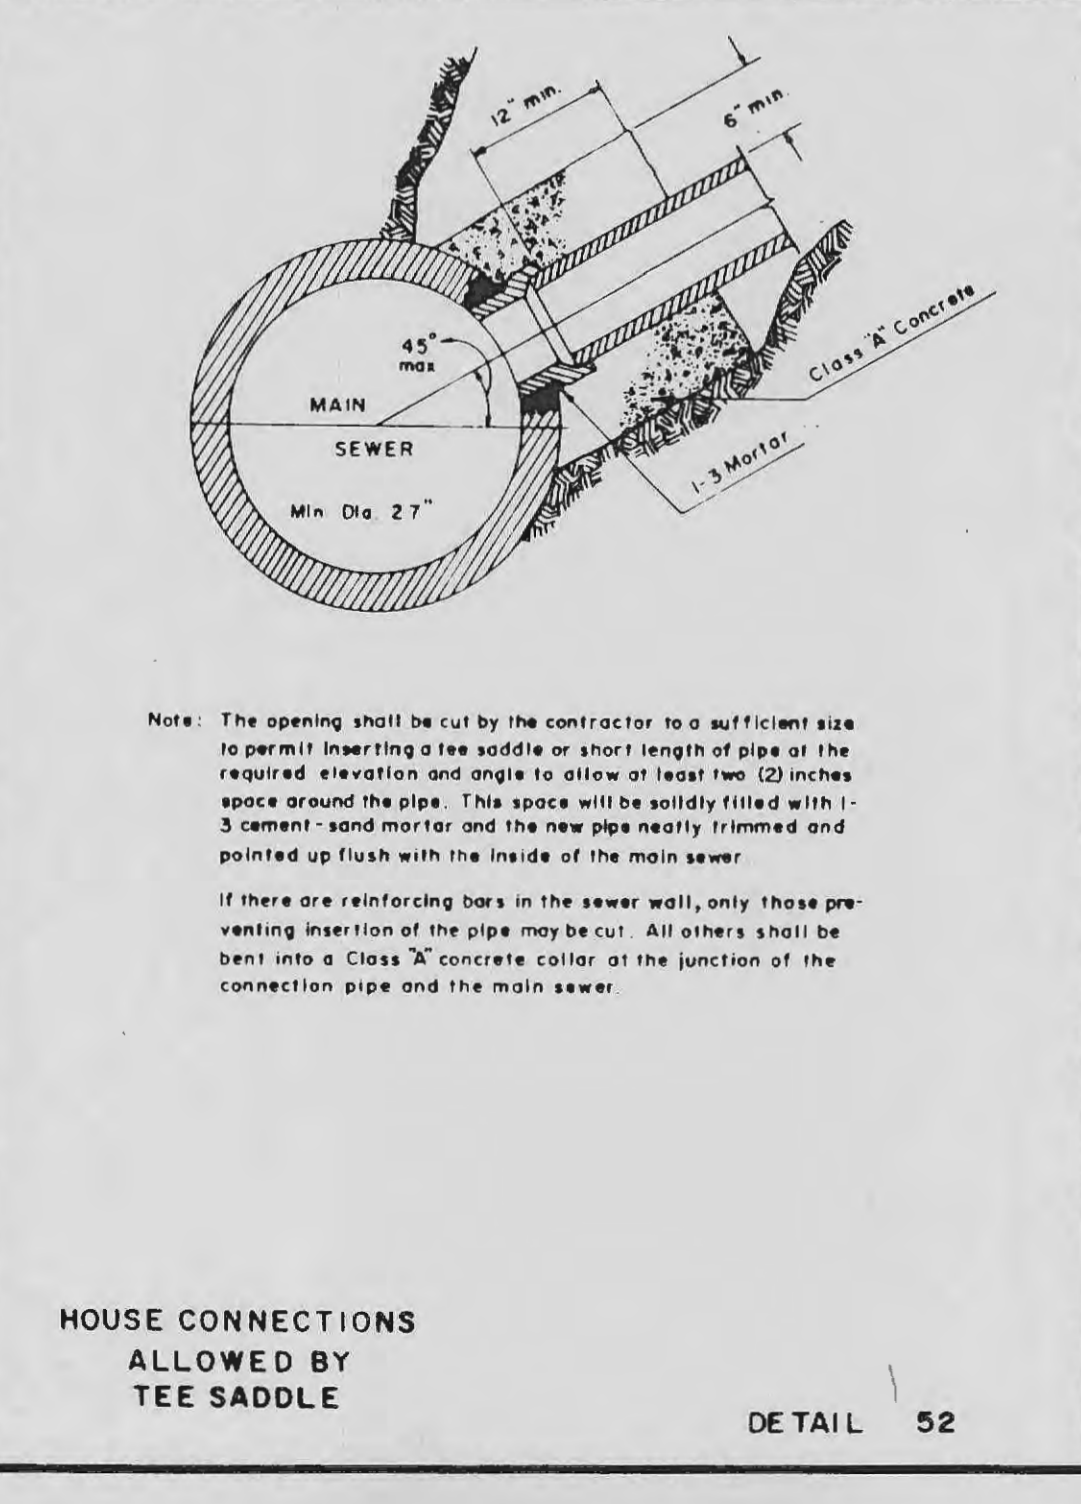 12" min.
6" min.
45°
max
MAIN
SEWER
Min Dia. 27"
Class "A" Concrete
1-3 Mortar
Note: The opening shall be cut by the contractor to a sufficient size
to permit inserting a tee saddle or short length of pipe at the
required elevation and angle to allow at least two (2) inches
space around the pipe. This space will be solidly filled with 1-
3 cement-sand mortar and the new pipe neatly trimmed and
pointed up flush with the inside of the main sewer
If there are reinforcing bars in the sewer wall, only those pre-
venting insertion of the pipe may be cut. All others shall be
bent into a Class "A" concrete collar at the junction of the
connection pipe and the main sewer.
HOUSE CONNECTIONS
ALLOWED BY
TEE SADDLE
DETAIL 52